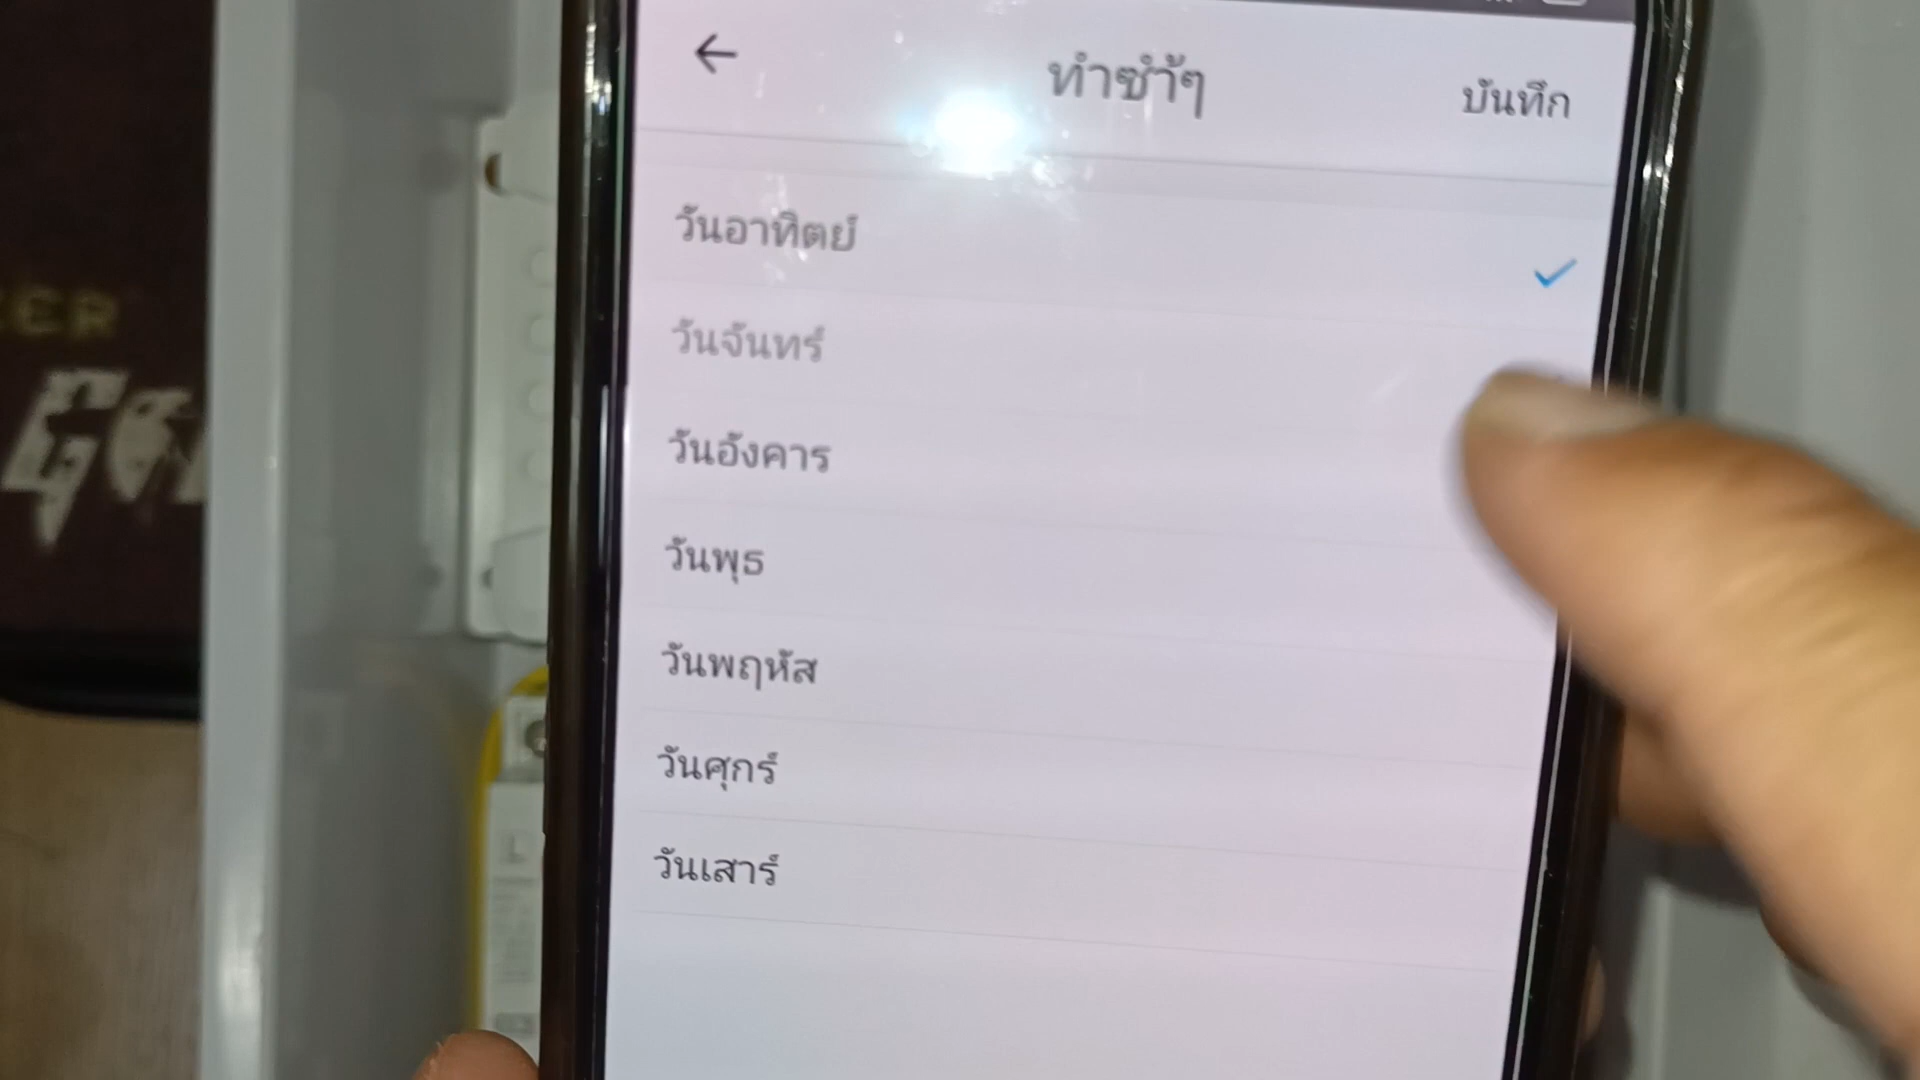 ทำซ้ำๆ
บันทึก
วันอาทิตย์
วันจันทร์
วันอังคาร
วันพุธ
วันพฤหัส
วันศุกร์
วันเสาร์
L